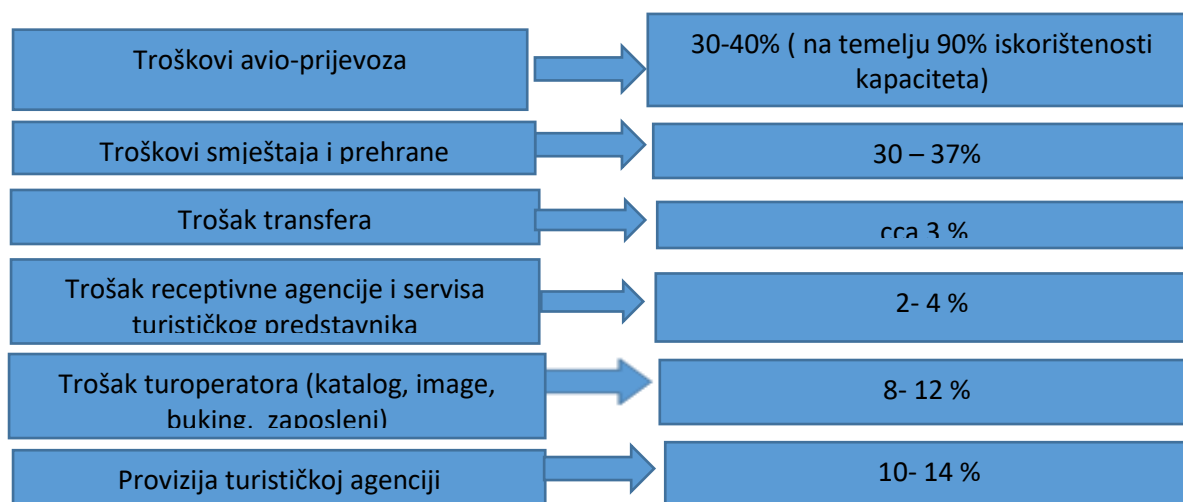 Troškovi avio-prijevoza
30-40% ( na temelju 90% iskorištenosti
kapaciteta)
Troškovi smještaja i prehrane
30 – 37%
Trošak transfera
cca 3 %
Trošak receptivne agencije i servisa
turističkog predstavnika
2- 4 %
Trošak turoperatora (katalog, image,
buking, zaposleni)
8- 12 %
Provizija turističkoj agenciji
10- 14 %